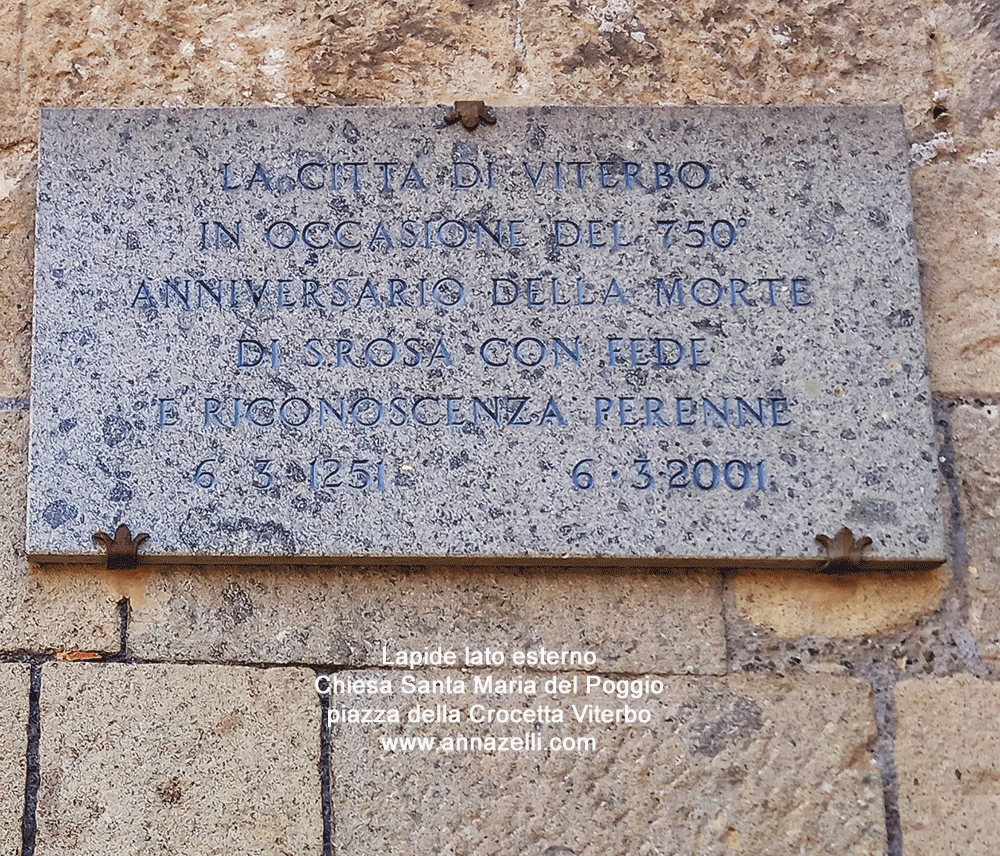 LA CITTA DI VITERBO
IN OCCASIONE DEL 750°
ANNIVERSARIO DELLA MORTE
DI S.ROSA CON FEDE
E RICONOSCENZA PERENNE
6 3 1251 6·3·2001
Lapide lato esterno
Chiesa Santa Maria del Poggio
piazza della Crocetta Viterbo
www.annazelli.com